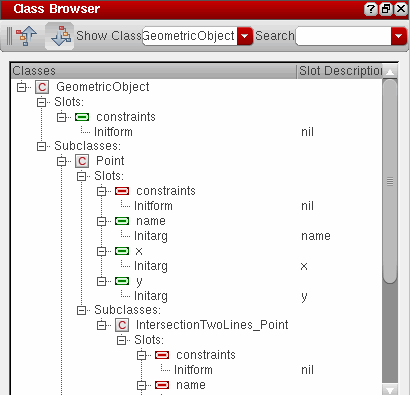 Class Browser
Show Class GeometricObject Search
Classes Slot Description
C GeometricObject
Slots:
constraints
Initform nil
Subclasses:
C Point
Slots:
constraints
Initform nil
name
Initarg name
x
Initarg x
y
Initarg y
Subclasses:
C IntersectionTwoLines_Point
Slots:
constraints
Initform nil
name